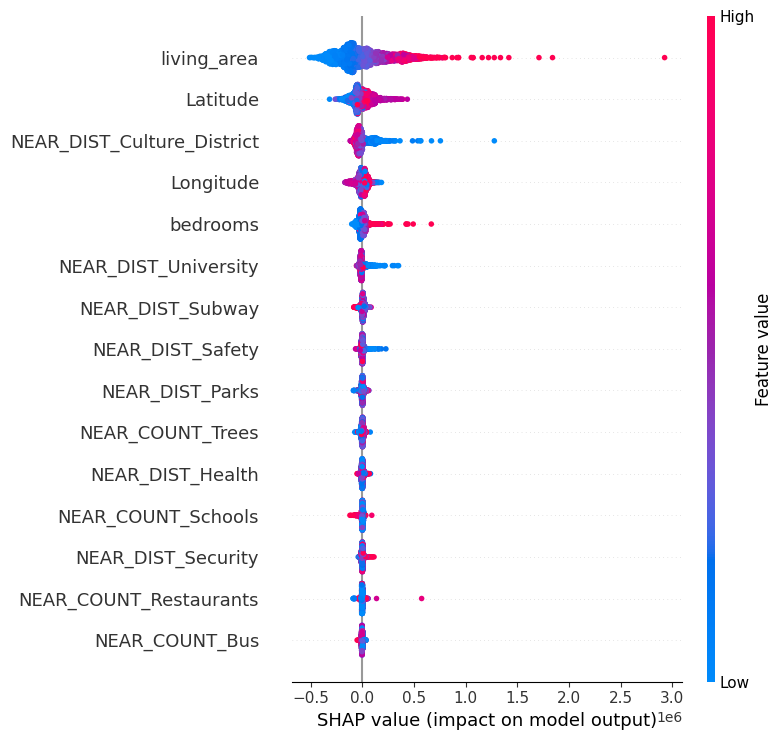 High
living_area
Latitude
NEAR_DIST_Culture_District
Longitude
bedrooms
NEAR_DIST_University
NEAR_DIST_Subway
NEAR_DIST_Safety
NEAR_DIST_Parks
NEAR_COUNT_Trees
NEAR_DIST_Health
NEAR_COUNT_Schools
NEAR_DIST_Security
NEAR_COUNT_Restaurants
NEAR_COUNT_Bus
Feature value
Low
−0.5 0.0 0.5 1.0 1.5 2.0 2.5 3.0
SHAP value (impact on model output) 1e6